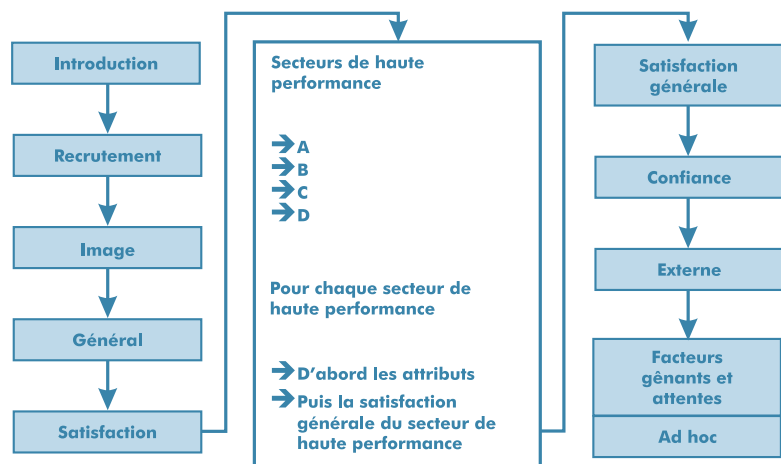 Introduction
Recrutement
Image
Général
Satisfaction
Secteurs de haute
performance
A
B
C
D
Pour chaque secteur de
haute performance
D'abord les attributs
Puis la satisfaction
générale du secteur de
haute performance
Satisfaction
générale
Confiance
Externe
Facteurs
gênants et
attentes
Ad hoc